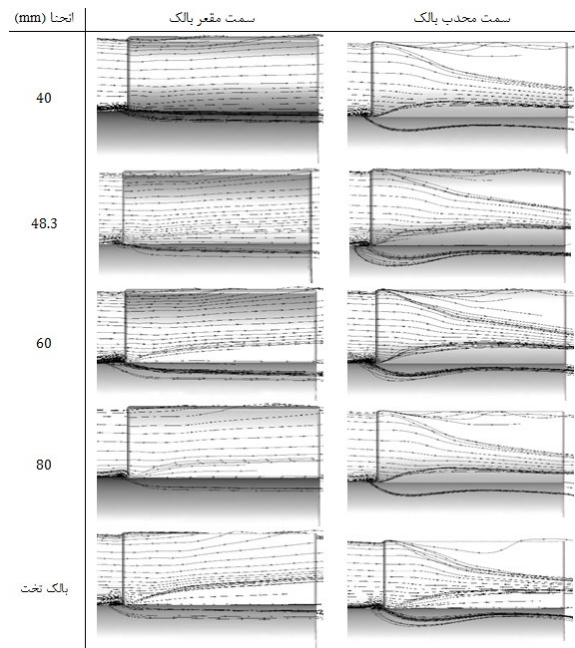 انحنا (mm)
سمت مقعر بالک
سمت محدب بالک
40
48.3
60
80
بالک تخت